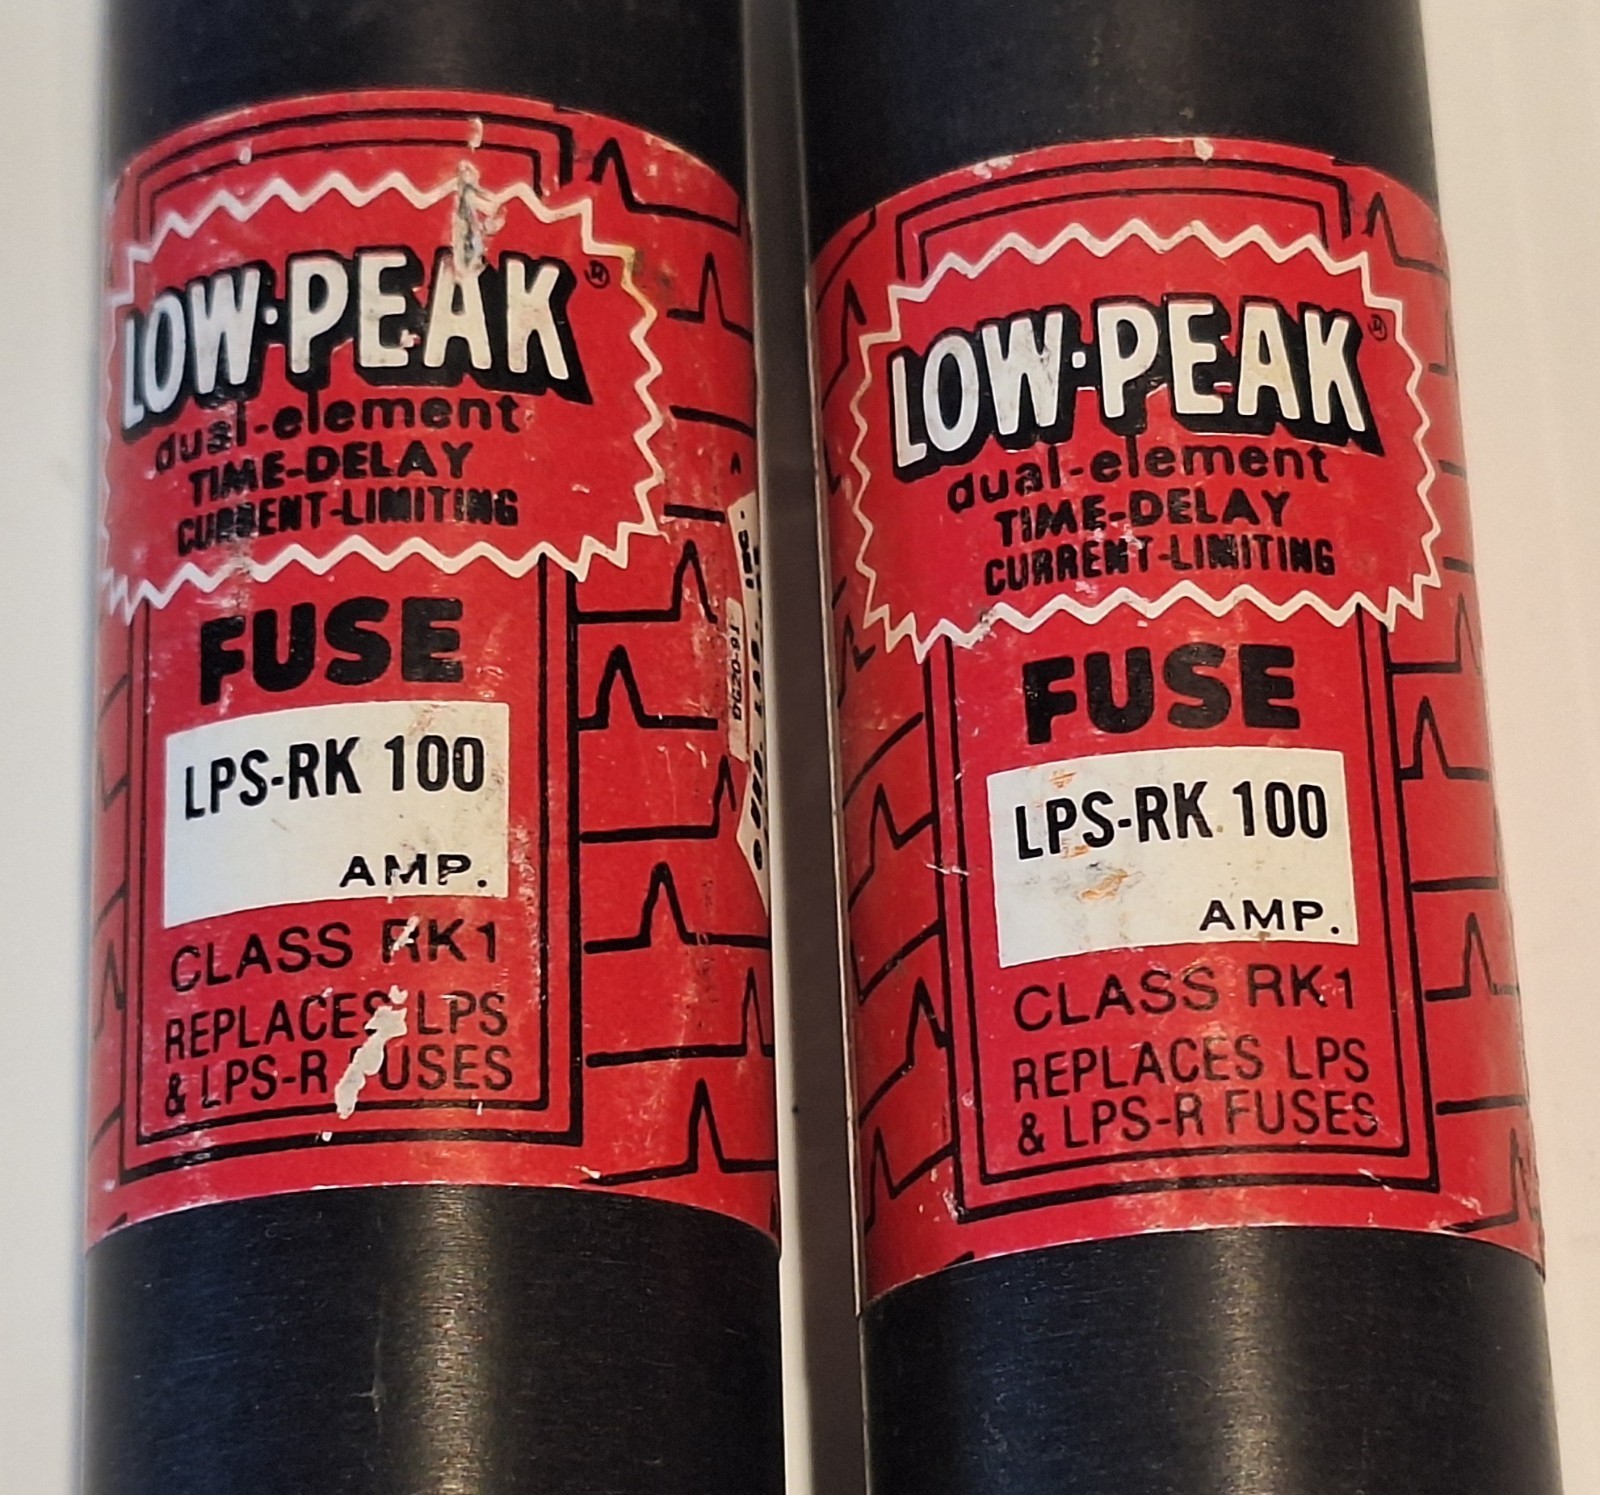 LOW-PEAK®
dual-element
TIME-DELAY
CURRENT-LIMITING
FUSE
LPS-RK 100
AMP.
CLASS RK1
REPLACES LPS
& LPS-R FUSES
DG20-91
LOW-PEAK®
dual-element
TIME-DELAY
CURRENT-LIMITING
FUSE
LPS-RK 100
AMP.
CLASS RK1
REPLACES LPS
& LPS-R FUSES